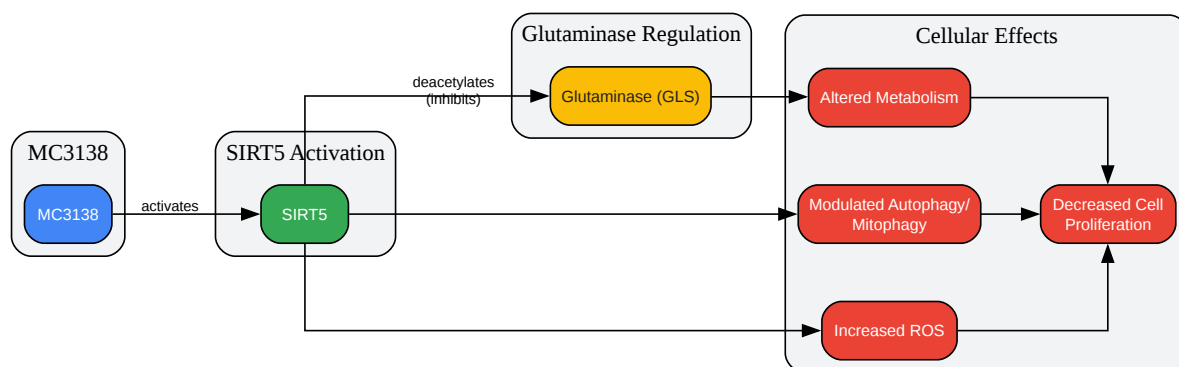 Glutaminase Regulation
Cellular Effects
deacetylates
(inhibits)
Glutaminase (GLS)
Altered Metabolism
MC3138
SIRT5 Activation
MC3138
activates
SIRT5
Modulated Autophagy/
Mitophagy
Decreased Cell
Proliferation
Increased ROS